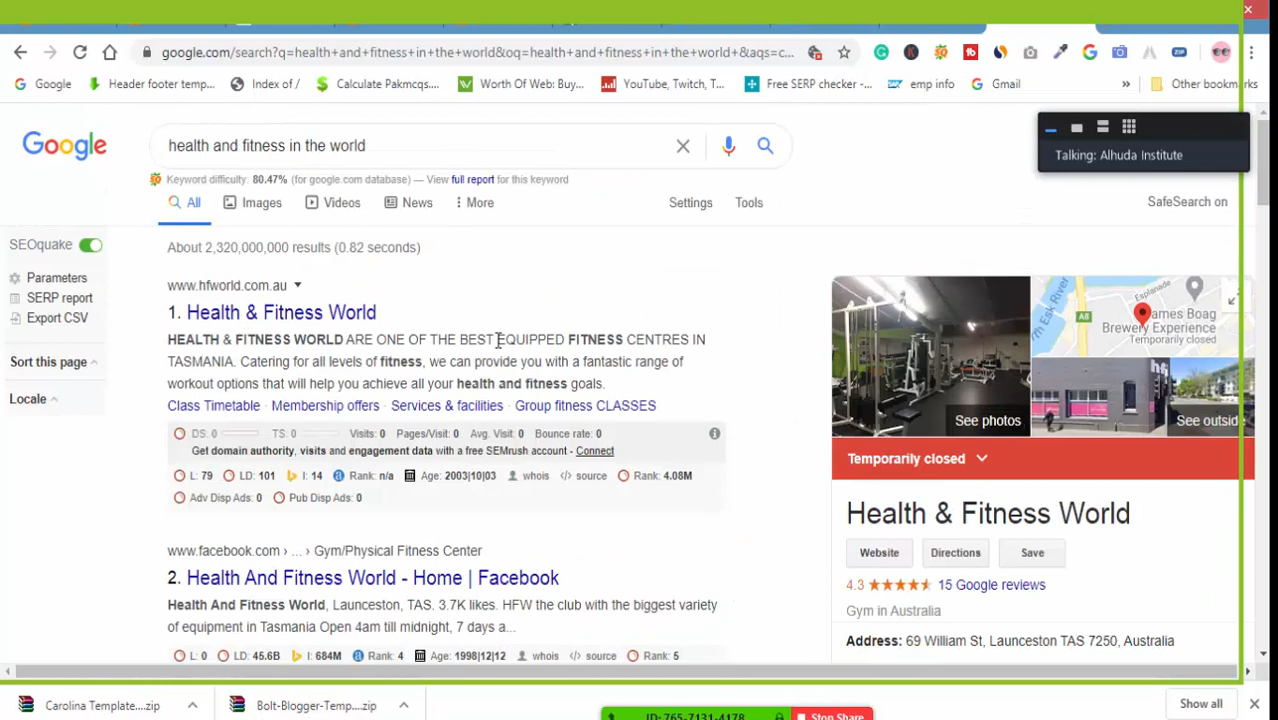 google.com/search?q=health+and+fitness+in+the+world&oq=health+and+fitness+in+the+world+&aqs=c...
Google
Header footer temp...
Index of /
Calculate Pakmcqs....
Worth Of Web: Buy...
YouTube, Twitch, T...
Free SERP checker -...
emp info
Gmail
»
Other bookmarks
ZIP
Google
health and fitness in the world
Talking: Alhuda Institute
Keyword difficulty: 80.47% (for google.com database) — View full report for this keyword
All
Images
Videos
News
More
Settings
Tools
SafeSearch on
SEOquake
About 2,320,000,000 results (0.82 seconds)
Parameters
SERP report
Export CSV
Sort this page
Locale
www.hfworld.com.au
1. Health & Fitness World
HEALTH & FITNESS WORLD ARE ONE OF THE BEST EQUIPPED FITNESS CENTRES IN
TASMANIA. Catering for all levels of fitness, we can provide you with a fantastic range of
workout options that will help you achieve all your health and fitness goals.
Class Timetable · Membership offers · Services & facilities · Group fitness CLASSES
DS: 0 TS: 0 Visits: 0 Pages/Visit: 0 Avg. Visit: 0 Bounce rate: 0
Get domain authority, visits and engagement data with a free SEMrush account - Connect
L: 79 LD: 101 I: 14 Rank: n/a Age: 2003|10|03 whois source Rank: 4.08M
Adv Disp Ads: 0 Pub Disp Ads: 0
www.facebook.com › ... › Gym/Physical Fitness Center
2. Health And Fitness World - Home | Facebook
Health And Fitness World, Launceston, TAS. 3.7K likes. HFW the club with the biggest variety
of equipment in Tasmania Open 4am till midnight, 7 days a...
L: 0 LD: 45.6B I: 684M Rank: 4 Age: 1998|12|12 whois source Rank: 5
Esplanade
A8
James Boag
Brewery Experience
Temporarily closed
See photos
See outside
Temporarily closed
Health & Fitness World
Website
Directions
Save
4.3 15 Google reviews
Gym in Australia
Address: 69 William St, Launceston TAS 7250, Australia
Carolina Template....zip
Bolt-Blogger-Temp....zip
Show all
ID: 765-7131-4178
Stop Share